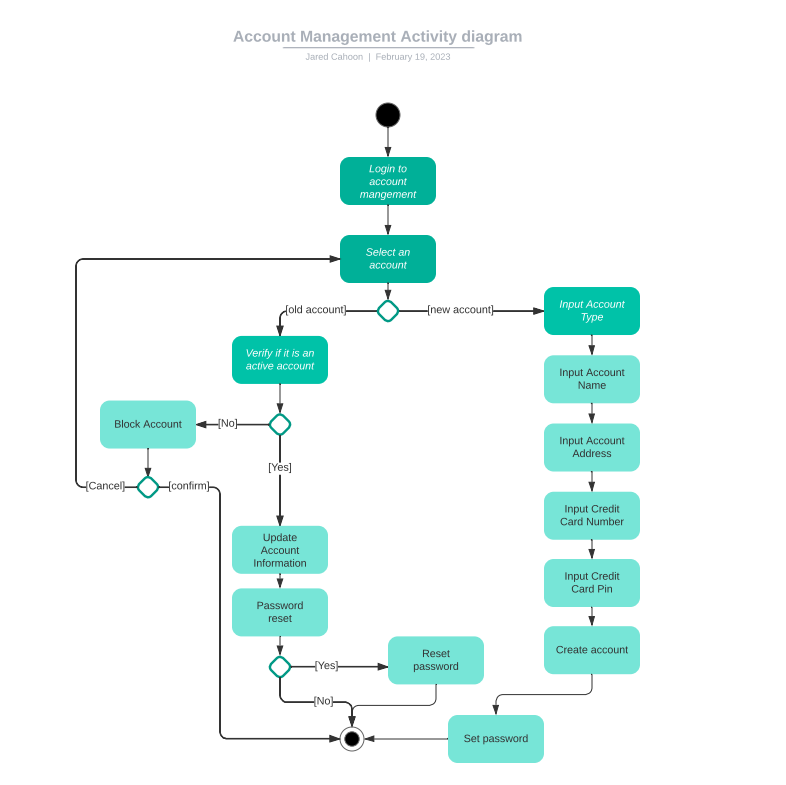 Account Management Activity diagram
Jared Cahoon | February 19, 2023
Login to
account
mangement
Select an
account
[old account]
[new account]
Input Account
Type
Verify if it is an
active account
Input Account
Name
Block Account
[No]
Input Account
Address
[Yes]
[Cancel]
[confirm]
Input Credit
Card Number
Update
Account
Information
Input Credit
Card Pin
Password
reset
Create account
Reset
password
[Yes]
[No]
Set password